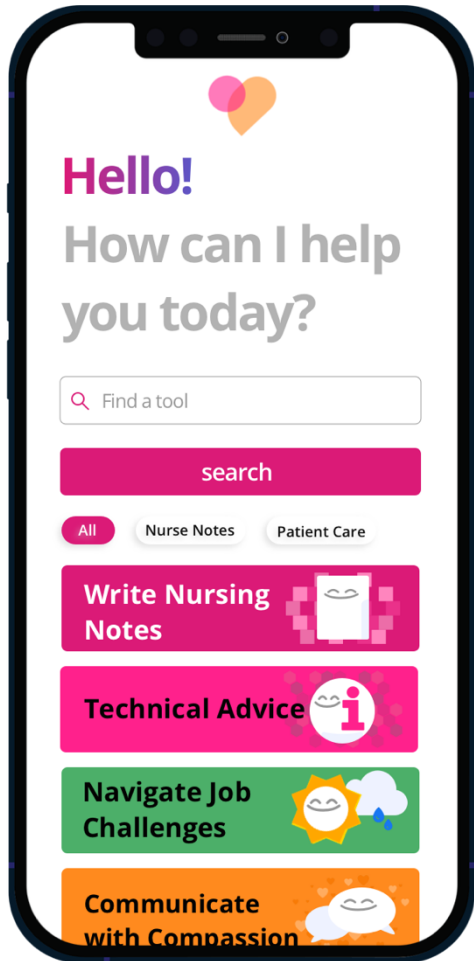 Hello!
How can I help
you today?
Find a tool
search
All
Nurse Notes
Patient Care
Write Nursing
Notes
Technical Advice
Navigate Job
Challenges
Communicate
with Compassion